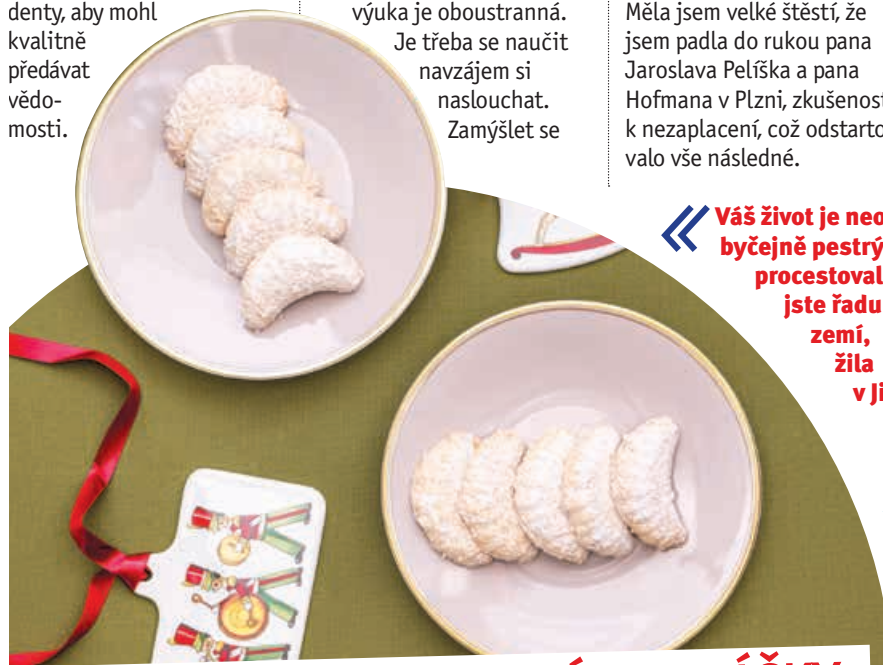 denty, aby mohl
kvalitně
předávat
vědo-
mosti.
výuka je oboustranná.
Je třeba se naučit
navzájem si
naslouchat.
Zamýšlet se
Měla jsem velké štěstí, že
jsem padla do rukou pana
Jaroslava Pelíška a pana
Hofmana v Plzni, zkušenost
k nezaplacení, což odstarto
valo vše následné.
« Váš život je neo
byčejně pestrý
procestoval
jste řadu
zemí,
žila
v Ji